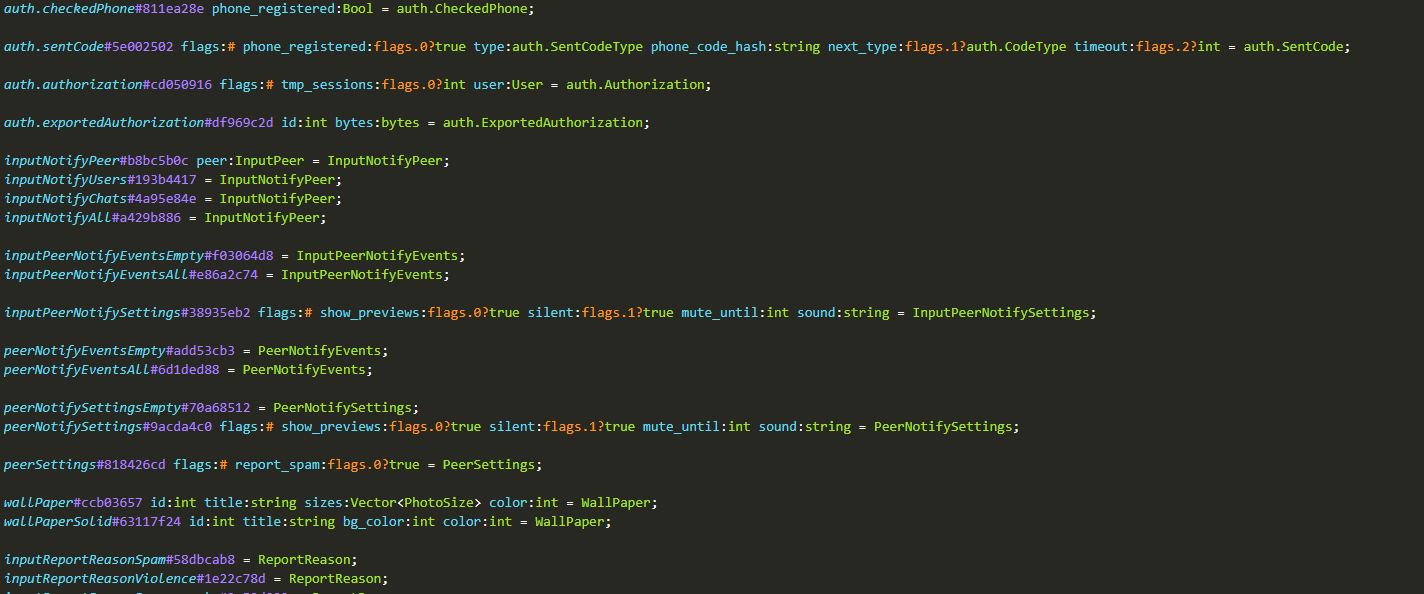 auth.checkedPhone#811ea28e phone_registered:Bool = auth.CheckedPhone;
auth.sentCode#5e002502 flags:# phone_registered:flags.0?true type:auth.SentCodeType phone_code_hash:string next_type:flags.1?auth.CodeType timeout:flags.2?int = auth.SentCode;
auth.authorization#cd050916 flags:# tmp_sessions:flags.0?int user:User = auth.Authorization;
auth.exportedAuthorization#df969c2d id:int bytes:bytes = auth.ExportedAuthorization;
inputNotifyPeer#b8bc5b0c peer:InputPeer = InputNotifyPeer;
inputNotifyUsers#193b4417 = InputNotifyPeer;
inputNotifyChats#4a95e84e = InputNotifyPeer;
inputNotifyAll#a429b886 = InputNotifyPeer;
inputPeerNotifyEventsEmpty#f03064d8 = InputPeerNotifyEvents;
inputPeerNotifyEventsAll#e86a2c74 = InputPeerNotifyEvents;
inputPeerNotifySettings#38935eb2 flags:# show_previews:flags.0?true silent:flags.1?true mute_until:int sound:string = InputPeerNotifySettings;
peerNotifyEventsEmpty#add53cb3 = PeerNotifyEvents;
peerNotifyEventsAll#6d1ded88 = PeerNotifyEvents;
peerNotifySettingsEmpty#70a68512 = PeerNotifySettings;
peerNotifySettings#9acda4c0 flags:# show_previews:flags.0?true silent:flags.1?true mute_until:int sound:string = PeerNotifySettings;
peerSettings#818426cd flags:# report_spam:flags.0?true = PeerSettings;
wallPaper#ccb03657 id:int title:string sizes:Vector<PhotoSize> color:int = WallPaper;
wallPaperSolid#63117f24 id:int title:string bg_color:int color:int = WallPaper;
inputReportReasonSpam#58dbcab8 = ReportReason;
inputReportReasonViolence#1e22c78d = ReportReason;